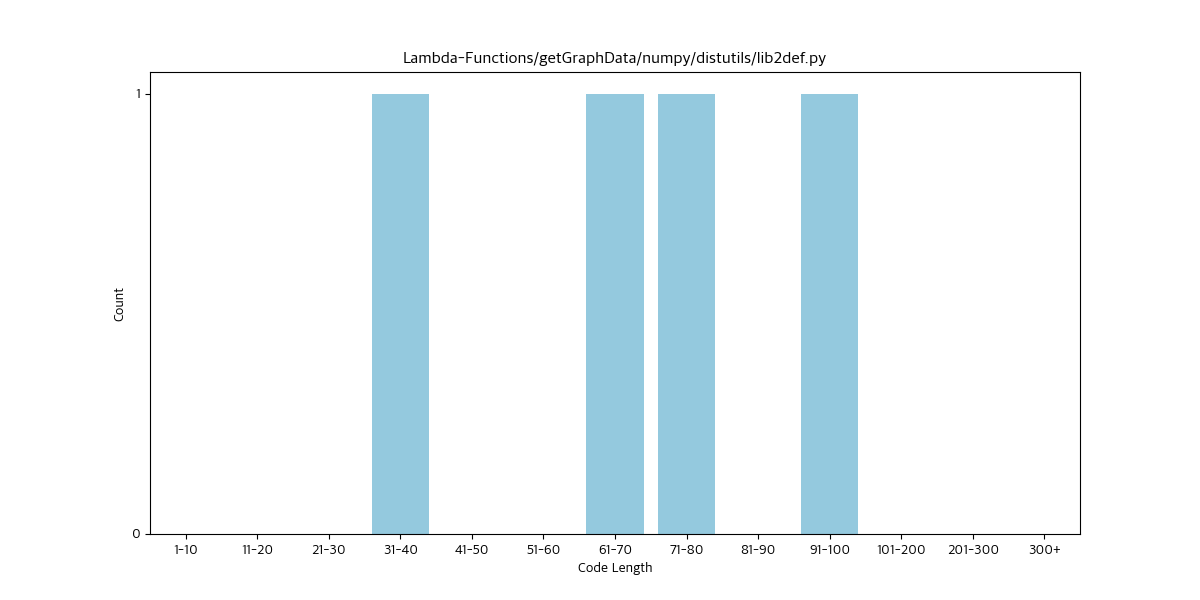 Lambda-Functions/getGraphData/numpy/distutils/lib2def.py
1
Count
0
1-10 11-20 21-30 31-40 41-50 51-60 61-70 71-80 81-90 91-100 101-200 201-300 300+
Code Length